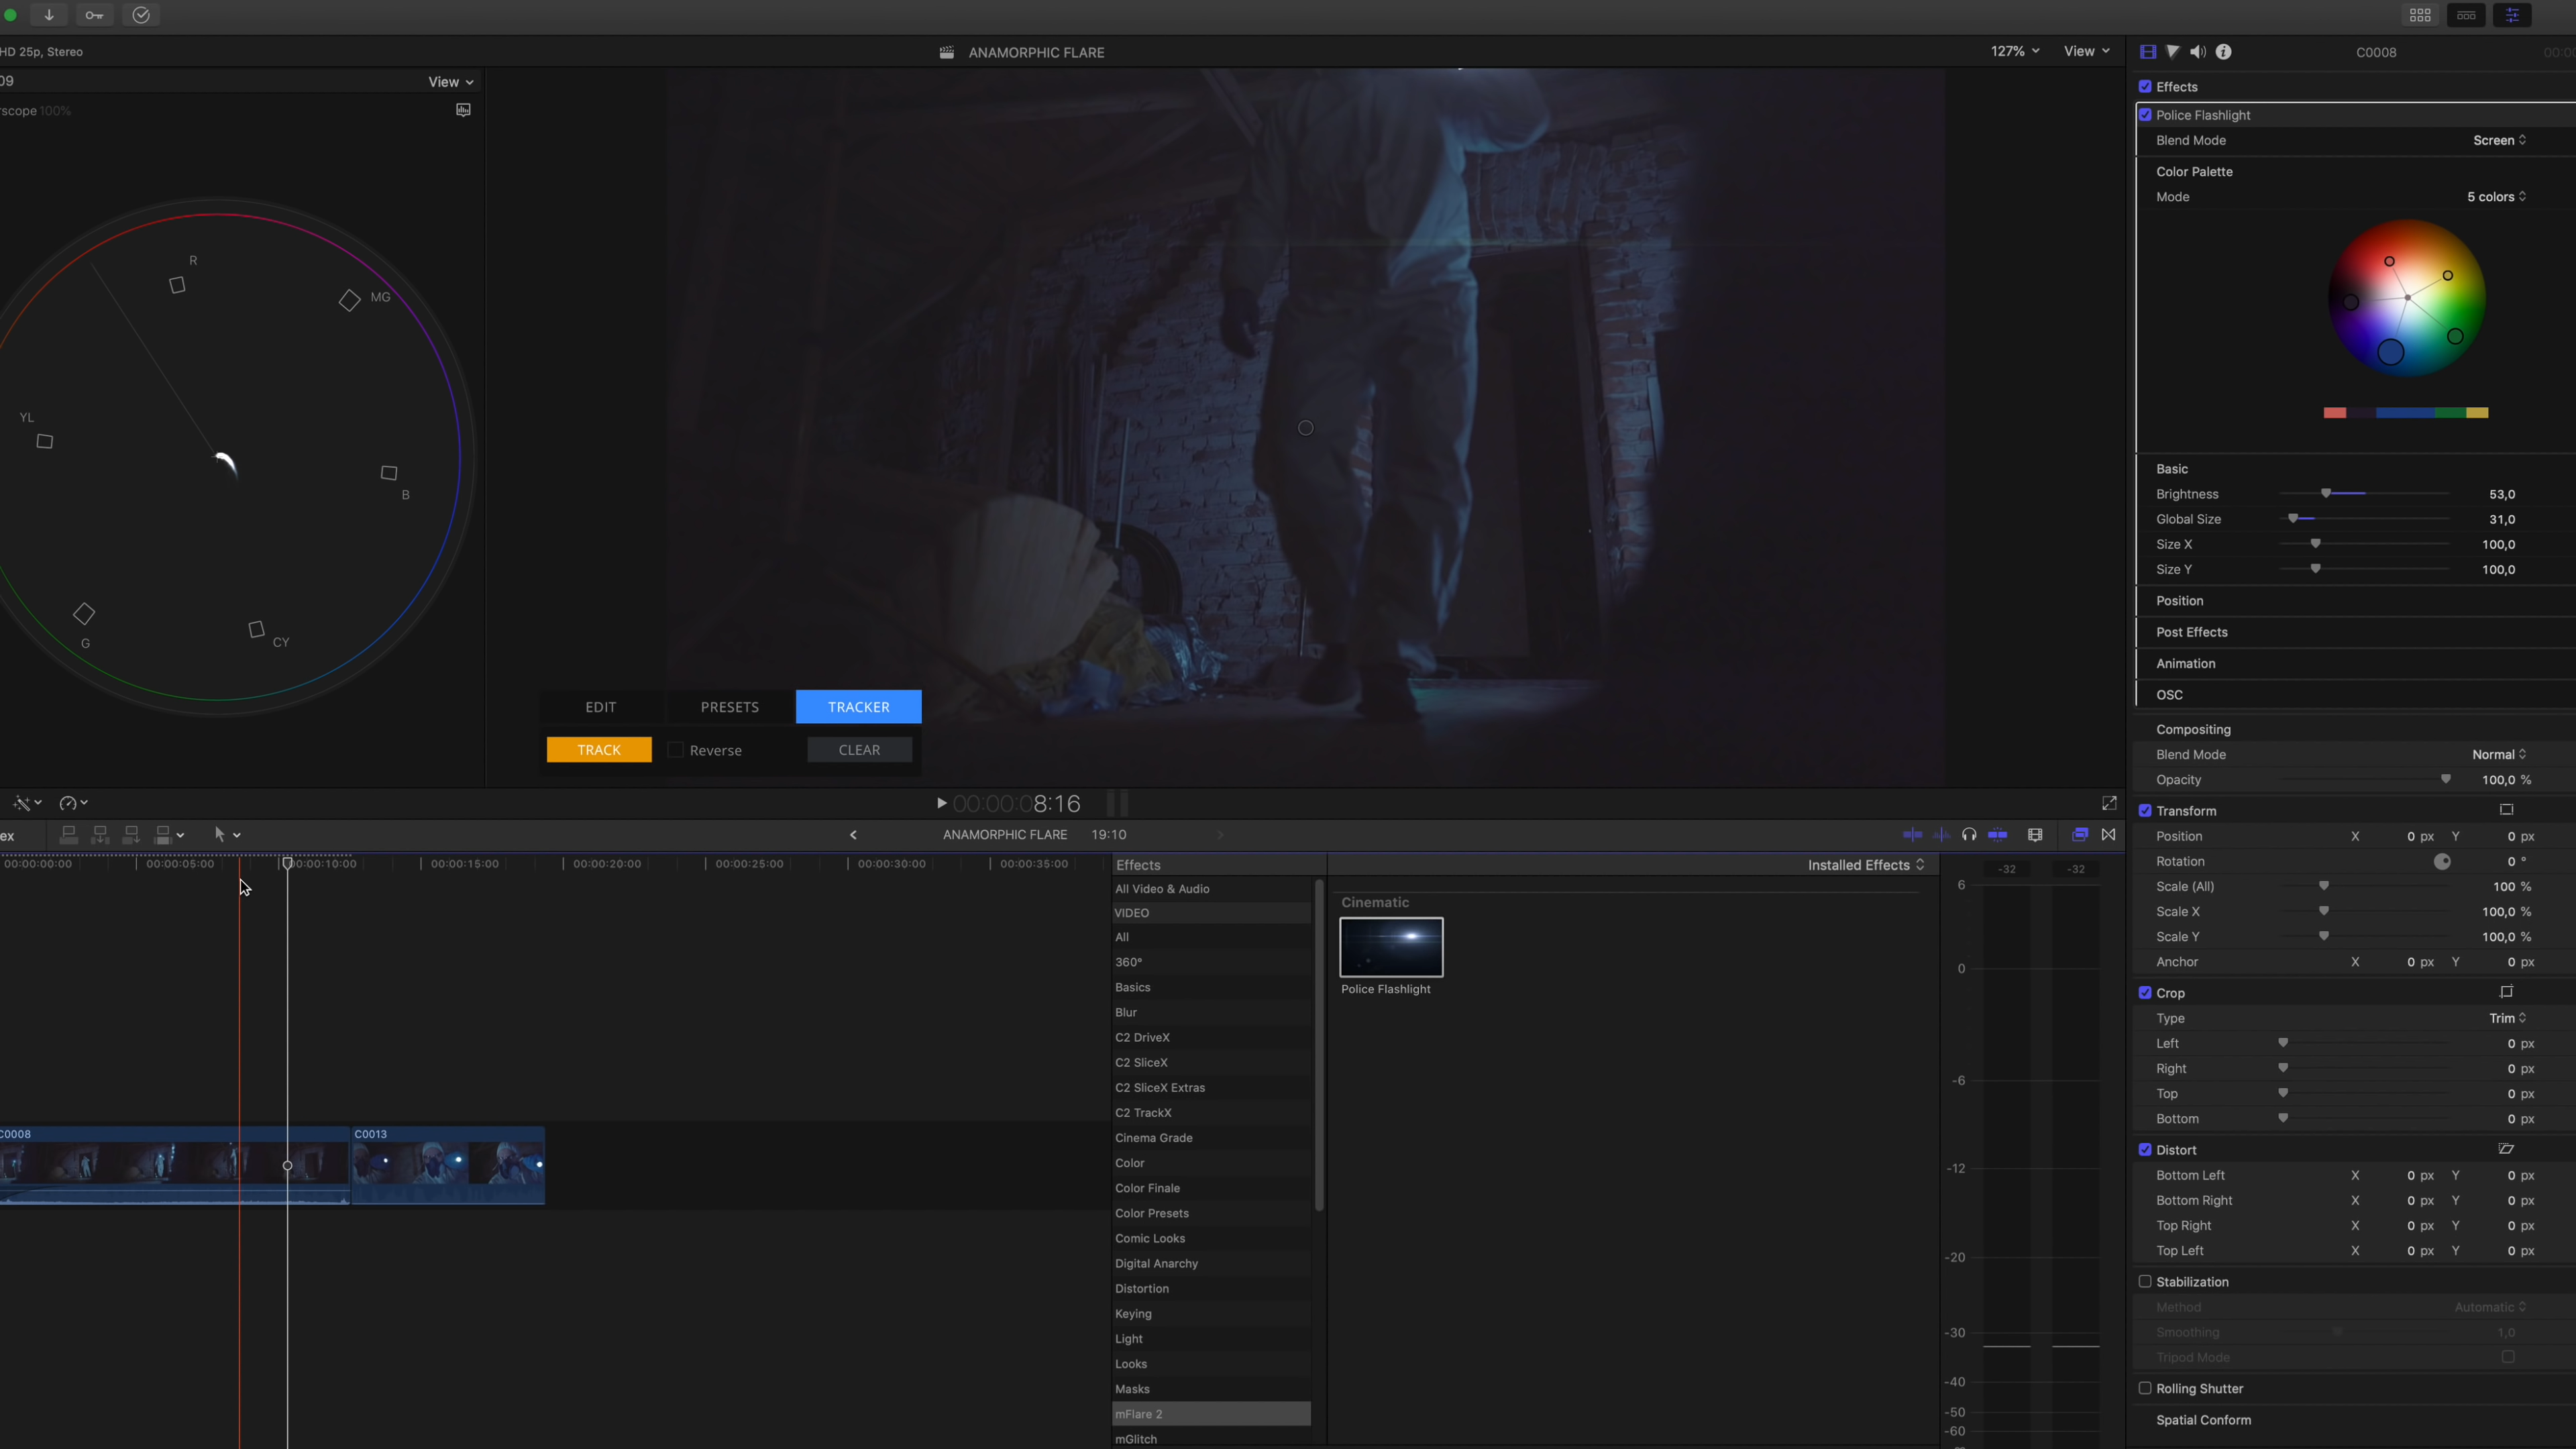 HD 25p, Stereo
ANAMORPHIC FLARE
127%
View
C0008
00:00
09
View
rscope 100%
R
MG
YL
B
G
CY
EDIT
PRESETS
TRACKER
TRACK
Reverse
CLEAR
Effects
Police Flashlight
Blend Mode
Screen
Color Palette
Mode
5 colors
Basic
Brightness
53,0
Global Size
31,0
Size X
100,0
Size Y
100,0
Position
Post Effects
Animation
OSC
Compositing
Blend Mode
Normal
Opacity
100,0 %
Transform
Position
X 0 px Y 0 px
Rotation
0 °
Scale (All)
100 %
Scale X
100,0 %
Scale Y
100,0 %
Anchor
X 0 px Y 0 px
Crop
Type
Trim
Left
0 px
Right
0 px
Top
0 px
Bottom
0 px
Distort
Bottom Left
X 0 px Y 0 px
Bottom Right
X 0 px Y 0 px
Top Right
X 0 px Y 0 px
Top Left
X 0 px Y 0 px
Stabilization
Method
Automatic
Smoothing
1,0
Tripod Mode
Rolling Shutter
Spatial Conform
00:00:08:16
ex
ANAMORPHIC FLARE
19:10
00:00:00:00
00:00:05:00
00:00:10:00
00:00:15:00
00:00:20:00
00:00:25:00
00:00:30:00
00:00:35:00
C0008
C0013
Effects
Installed Effects
All Video & Audio
VIDEO
All
360°
Basics
Blur
C2 DriveX
C2 SliceX
C2 SliceX Extras
C2 TrackX
Cinema Grade
Color
Color Finale
Color Presets
Comic Looks
Digital Anarchy
Distortion
Keying
Light
Looks
Masks
mFlare 2
mGlitch
Cinematic
Police Flashlight
-32
-32
6
0
-6
-12
-20
-30
-40
-50
-60